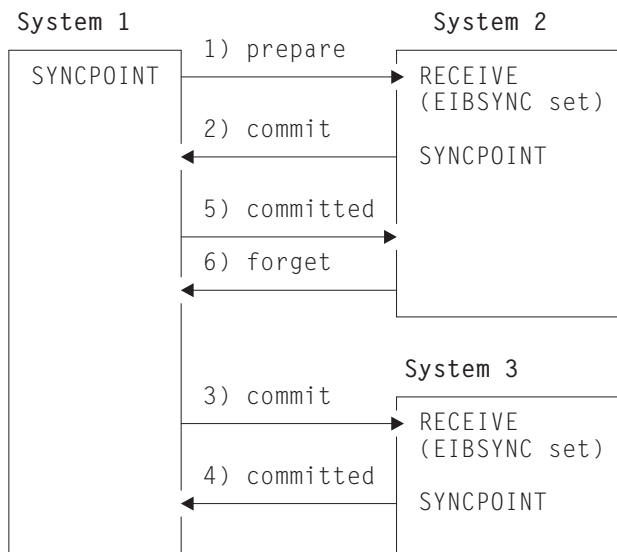 System 1
System 2
1) prepare
SYNCPOINT
RECEIVE
(EIBSYNC set)
2) commit
SYNCPOINT
5) committed
6) forget
System 3
3) commit
RECEIVE
(EIBSYNC set)
4) committed
SYNCPOINT